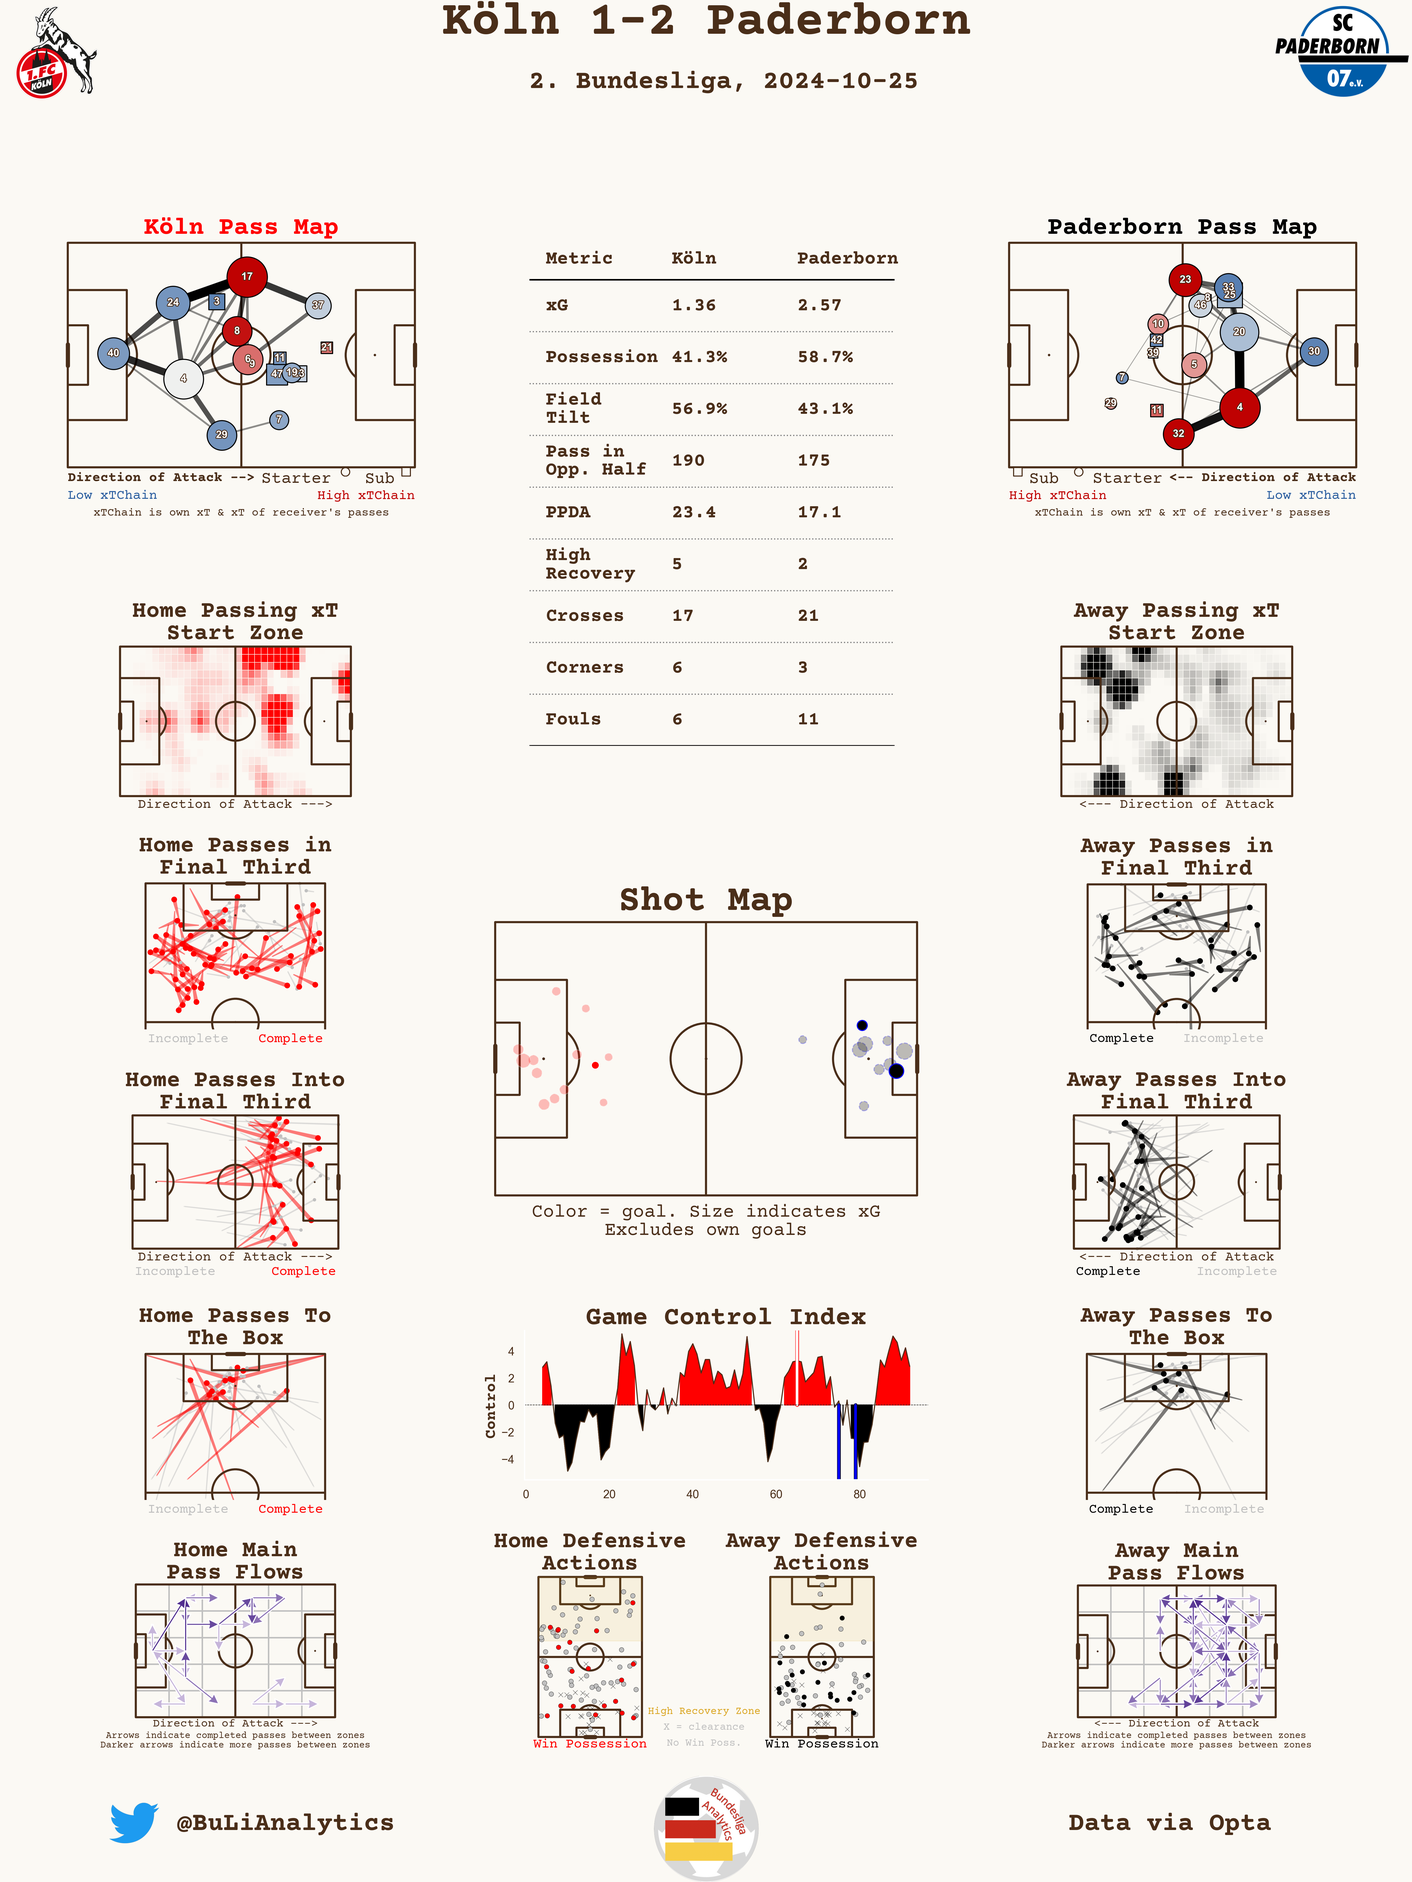 Köln 1-2 Paderborn
2. Bundesliga, 2024-10-25
1.FC
KÖLN
SC
PADERBORN
07 e.V.
Köln Pass Map
17
24
3
37
8
40
6
9
21
11
4
47
19
7
29
Direction of Attack --> Starter Sub
Low xTChain High xTChain
xTChain is own xT & xT of receiver's passes
Metric Köln Paderborn
xG 1.36 2.57
Possession 41.3% 58.7%
Field
Tilt 56.9% 43.1%
Pass in
Opp. Half 190 175
PPDA 23.4 17.1
High
Recovery 5 2
Crosses 17 21
Corners 6 3
Fouls 6 11
Paderborn Pass Map
23
33
25
8
46
10
20
42
39
30
5
7
29
11
4
32
Sub Starter <-- Direction of Attack
High xTChain Low xTChain
xTChain is own xT & xT of receiver's passes
Home Passing xT
Start Zone
Direction of Attack --->
Away Passing xT
Start Zone
<--- Direction of Attack
Home Passes in
Final Third
Incomplete Complete
Away Passes in
Final Third
Complete Incomplete
Shot Map
Color = goal. Size indicates xG
Excludes own goals
Home Passes Into
Final Third
Direction of Attack --->
Incomplete Complete
Away Passes Into
Final Third
<--- Direction of Attack
Complete Incomplete
Home Passes To
The Box
Incomplete Complete
Game Control Index
Control
4
2
0
−2
−4
0 20 40 60 80
Away Passes To
The Box
Complete Incomplete
Home Main
Pass Flows
Direction of Attack --->
Arrows indicate completed passes between zones
Darker arrows indicate more passes between zones
Home Defensive
Actions
Win Possession
High Recovery Zone
X = clearance
No Win Poss.
Away Defensive
Actions
Win Possession
Away Main
Pass Flows
<--- Direction of Attack
Arrows indicate completed passes between zones
Darker arrows indicate more passes between zones
@BuLiAnalytics
Bundesliga
Analytics
Data via Opta